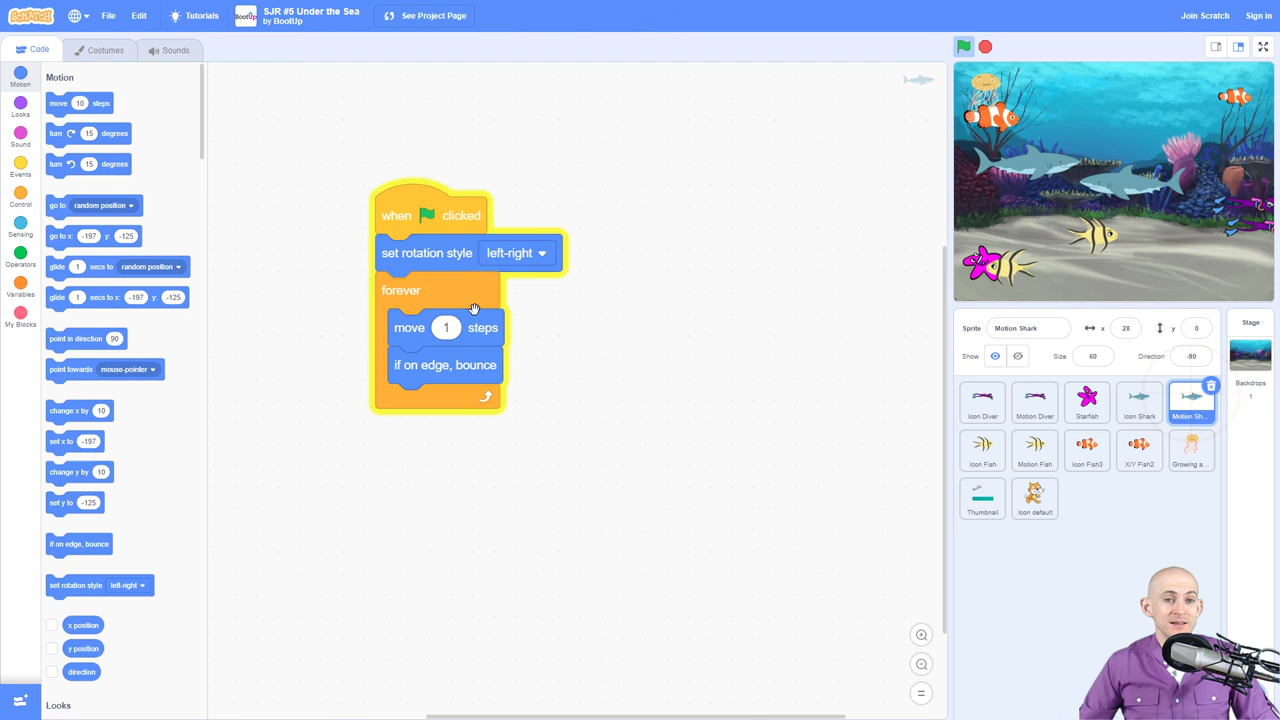 SCRATCH
File
Edit
Tutorials
BootUp
SJR #5 Under the Sea
by BootUp
See Project Page
Join Scratch
Sign in
Code
Costumes
Sounds
Motion
Looks
Sound
Events
Control
Sensing
Operators
Variables
My Blocks
Motion
move 10 steps
turn 15 degrees
turn 15 degrees
go to random position
go to x: -197 y: -125
glide 1 secs to random position
glide 1 secs to x: -197 y: -125
point in direction 90
point towards mouse-pointer
change x by 10
set x to -197
change y by 10
set y to -125
if on edge, bounce
set rotation style left-right
x position
y position
direction
Looks
when clicked
set rotation style left-right
forever
move 1 steps
if on edge, bounce
Sprite Motion Shark x 28 y 0
Show Size 60 Direction -90
Icon Diver
Motion Diver
Starfish
Icon Shark
Motion Sh...
Icon Fish
Motion Fish
Icon Fish3
X/Y Fish2
Growing a...
Thumbnail
Icon default
Stage
Backdrops
1